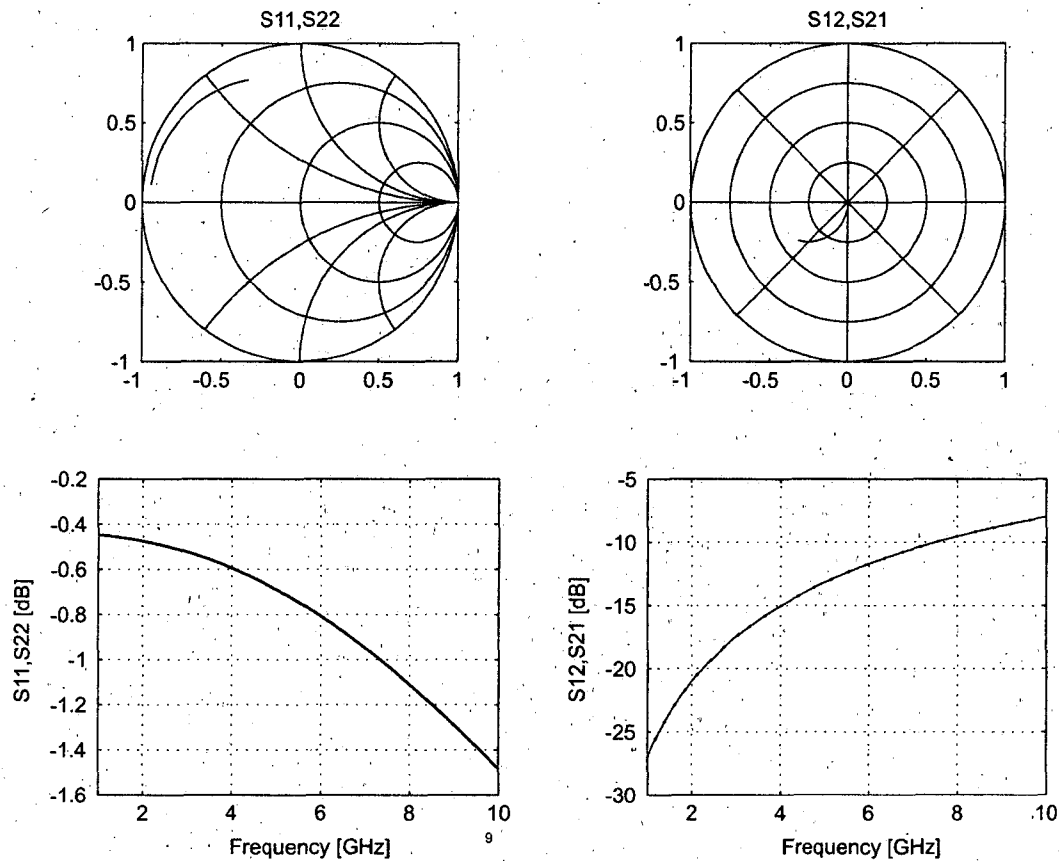 S11,S22
1
0.5
0
-0.5
-1
-1 -0.5 0 0.5 1
S12,S21
1
0.5
0
-0.5
-1
-1 -0.5 0 0.5 1
S11,S22 [dB]
-0.2
-0.4
-0.6
-0.8
-1
-1.2
-1.4
-1.6
2 4 6 8 10
Frequency [GHz]
9
S12,S21 [dB]
-5
-10
-15
-20
-25
-30
2 4 6 8 10
Frequency [GHz]